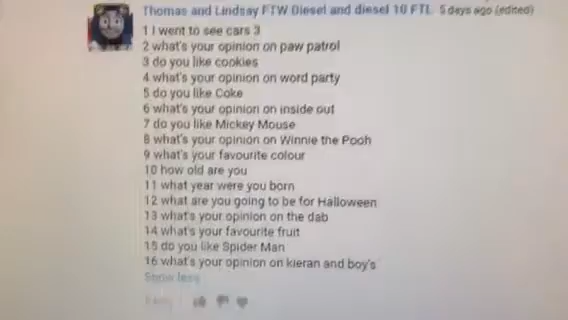 Thomas and Lindsay FTW Diesel and diesel 10 FTL 5 days ago (edited)
1 I went to see cars 3
2 what's your opinion on paw patrol
3 do you like cookies
4 what's your opinion on word party
5 do you like Coke
6 what's your opinion on inside out
7 do you like Mickey Mouse
8 what's your opinion on Winnie the Pooh
9 what's your favourite colour
10 how old are you
11 what year were you born
12 what are you going to be for Halloween
13 what's your opinion on the dab
14 what's your favourite fruit
15 do you like Spider Man
16 what's your opinion on kieran and boy's
Show less